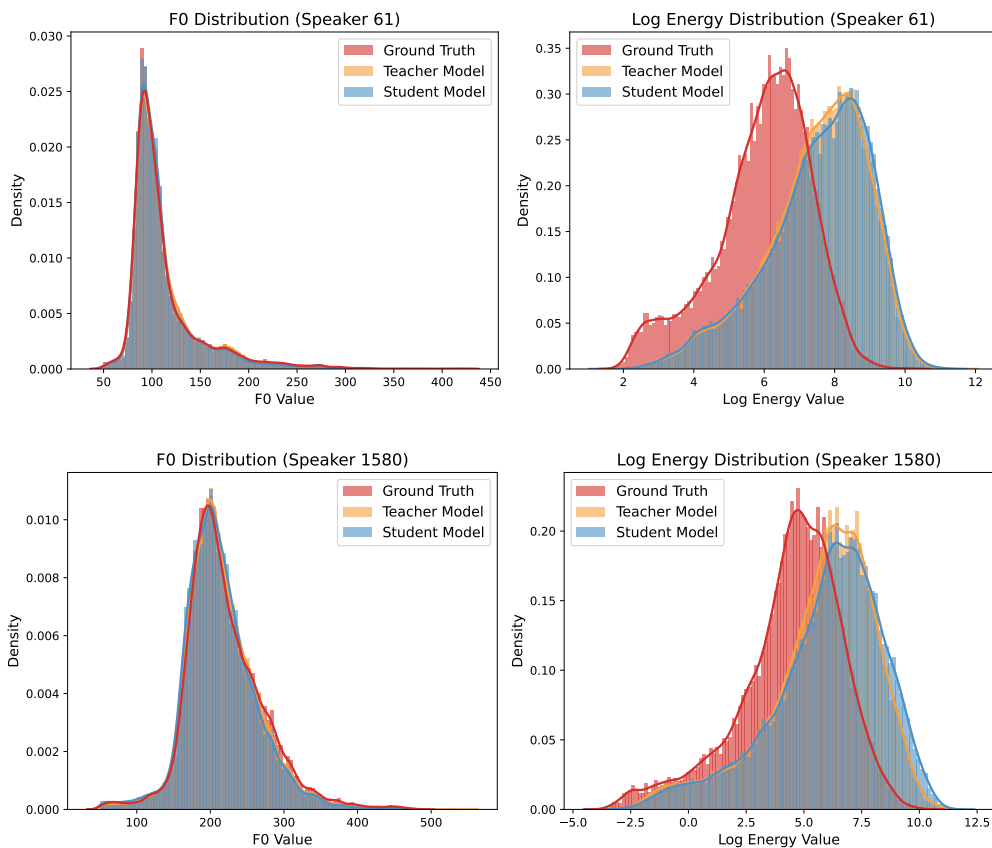 F0 Distribution (Speaker 61)
0.030
0.025
0.020
0.015
0.010
0.005
0.000
Density
50 100 150 200 250 300 350 400 450
F0 Value
Ground Truth
Teacher Model
Student Model
Log Energy Distribution (Speaker 61)
0.35
0.30
0.25
0.20
0.15
0.10
0.05
0.00
Density
2 4 6 8 10 12
Log Energy Value
Ground Truth
Teacher Model
Student Model
F0 Distribution (Speaker 1580)
0.010
0.008
0.006
0.004
0.002
0.000
Density
100 200 300 400 500
F0 Value
Ground Truth
Teacher Model
Student Model
Log Energy Distribution (Speaker 1580)
0.20
0.15
0.10
0.05
0.00
Density
−5.0 −2.5 0.0 2.5 5.0 7.5 10.0 12.5
Log Energy Value
Ground Truth
Teacher Model
Student Model